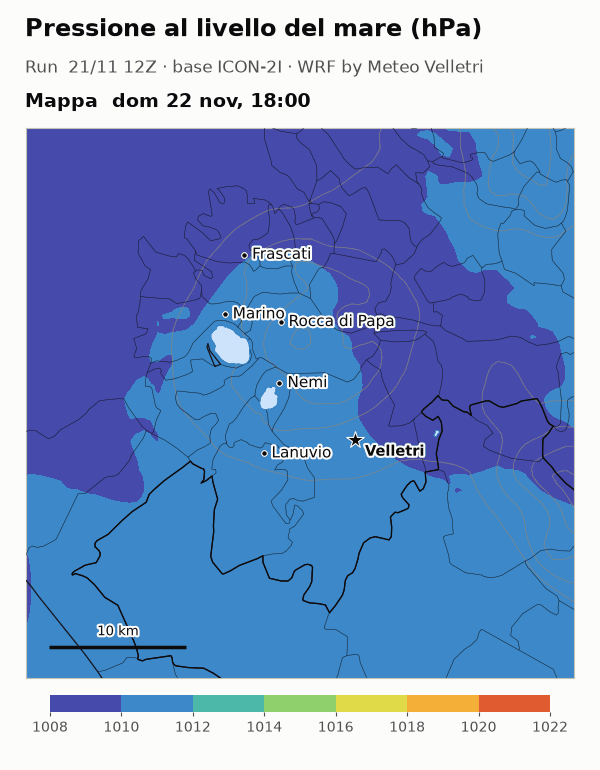 Pressione al livello del mare (hPa)
Run  21/11 12Z · base ICON-2I · WRF by Meteo Velletri
Mappa  dom 22 nov, 18:00
Frascati
Marino
Rocca di Papa
Nemi
Velletri
Lanuvio
10 km
1008 1010 1012 1014 1016 1018 1020 1022